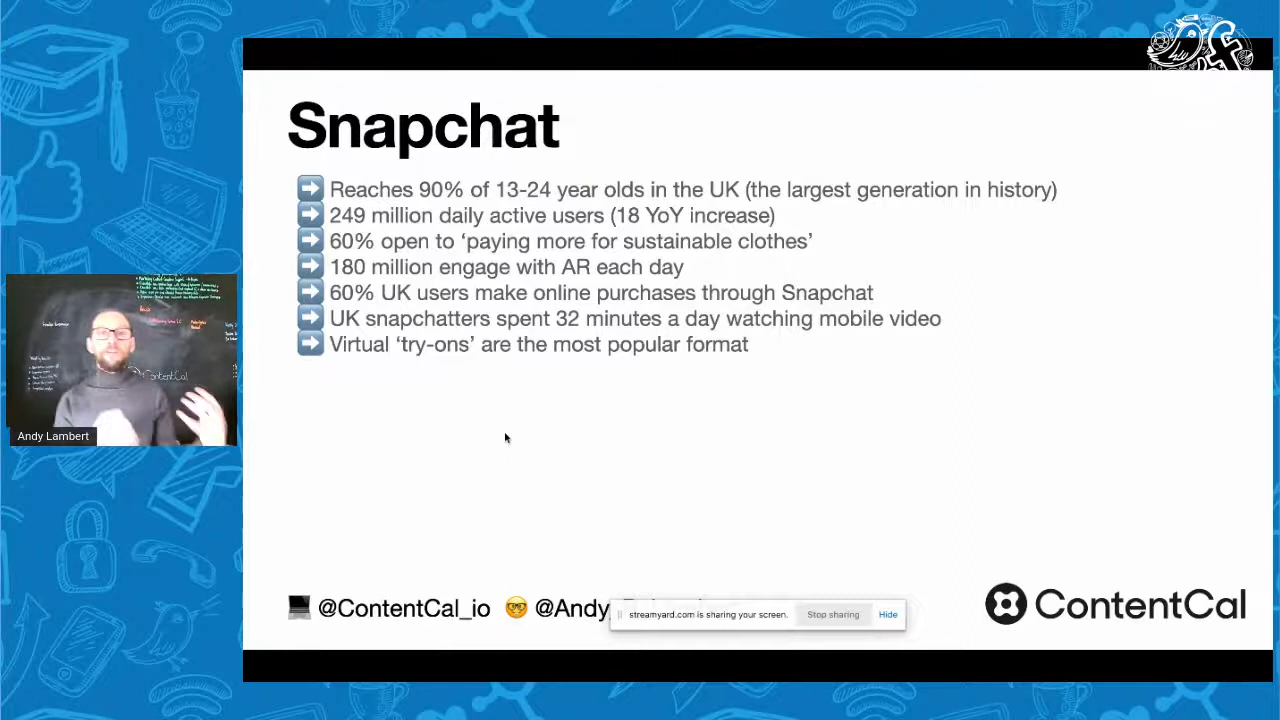 Snapchat
Reaches 90% of 13-24 year olds in the UK (the largest generation in history)
249 million daily active users (18 YoY increase)
60% open to ‘paying more for sustainable clothes’
180 million engage with AR each day
60% UK users make online purchases through Snapchat
UK snapchatters spent 32 minutes a day watching mobile video
Virtual ‘try-ons’ are the most popular format
ContentCal
Andy Lambert
@ContentCal_io @Andy
streamyard.com is sharing your screen. Stop sharing Hide
ContentCal